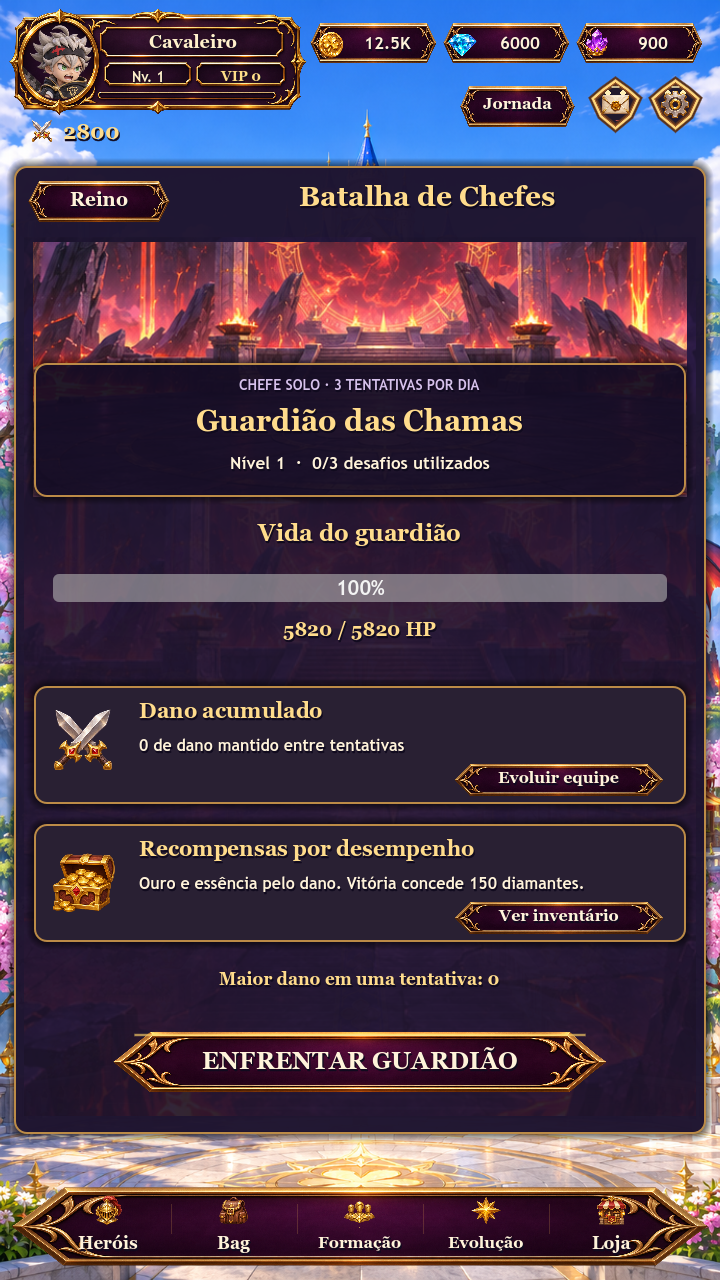 Cavaleiro
12.5K
6000
900
Nv. 1
VIP 0
Jornada
2800
Reino
Batalha de Chefes
CHEFE SOLO · 3 TENTATIVAS POR DIA
Guardião das Chamas
Nível 1 · 0/3 desafios utilizados
Vida do guardião
100%
5820 / 5820 HP
Dano acumulado
0 de dano mantido entre tentativas
Evoluir equipe
Recompensas por desempenho
Ouro e essência pelo dano. Vitória concede 150 diamantes.
Ver inventário
Maior dano em uma tentativa: 0
ENFRENTAR GUARDIÃO
Heróis
Bag
Formação
Evolução
Loja